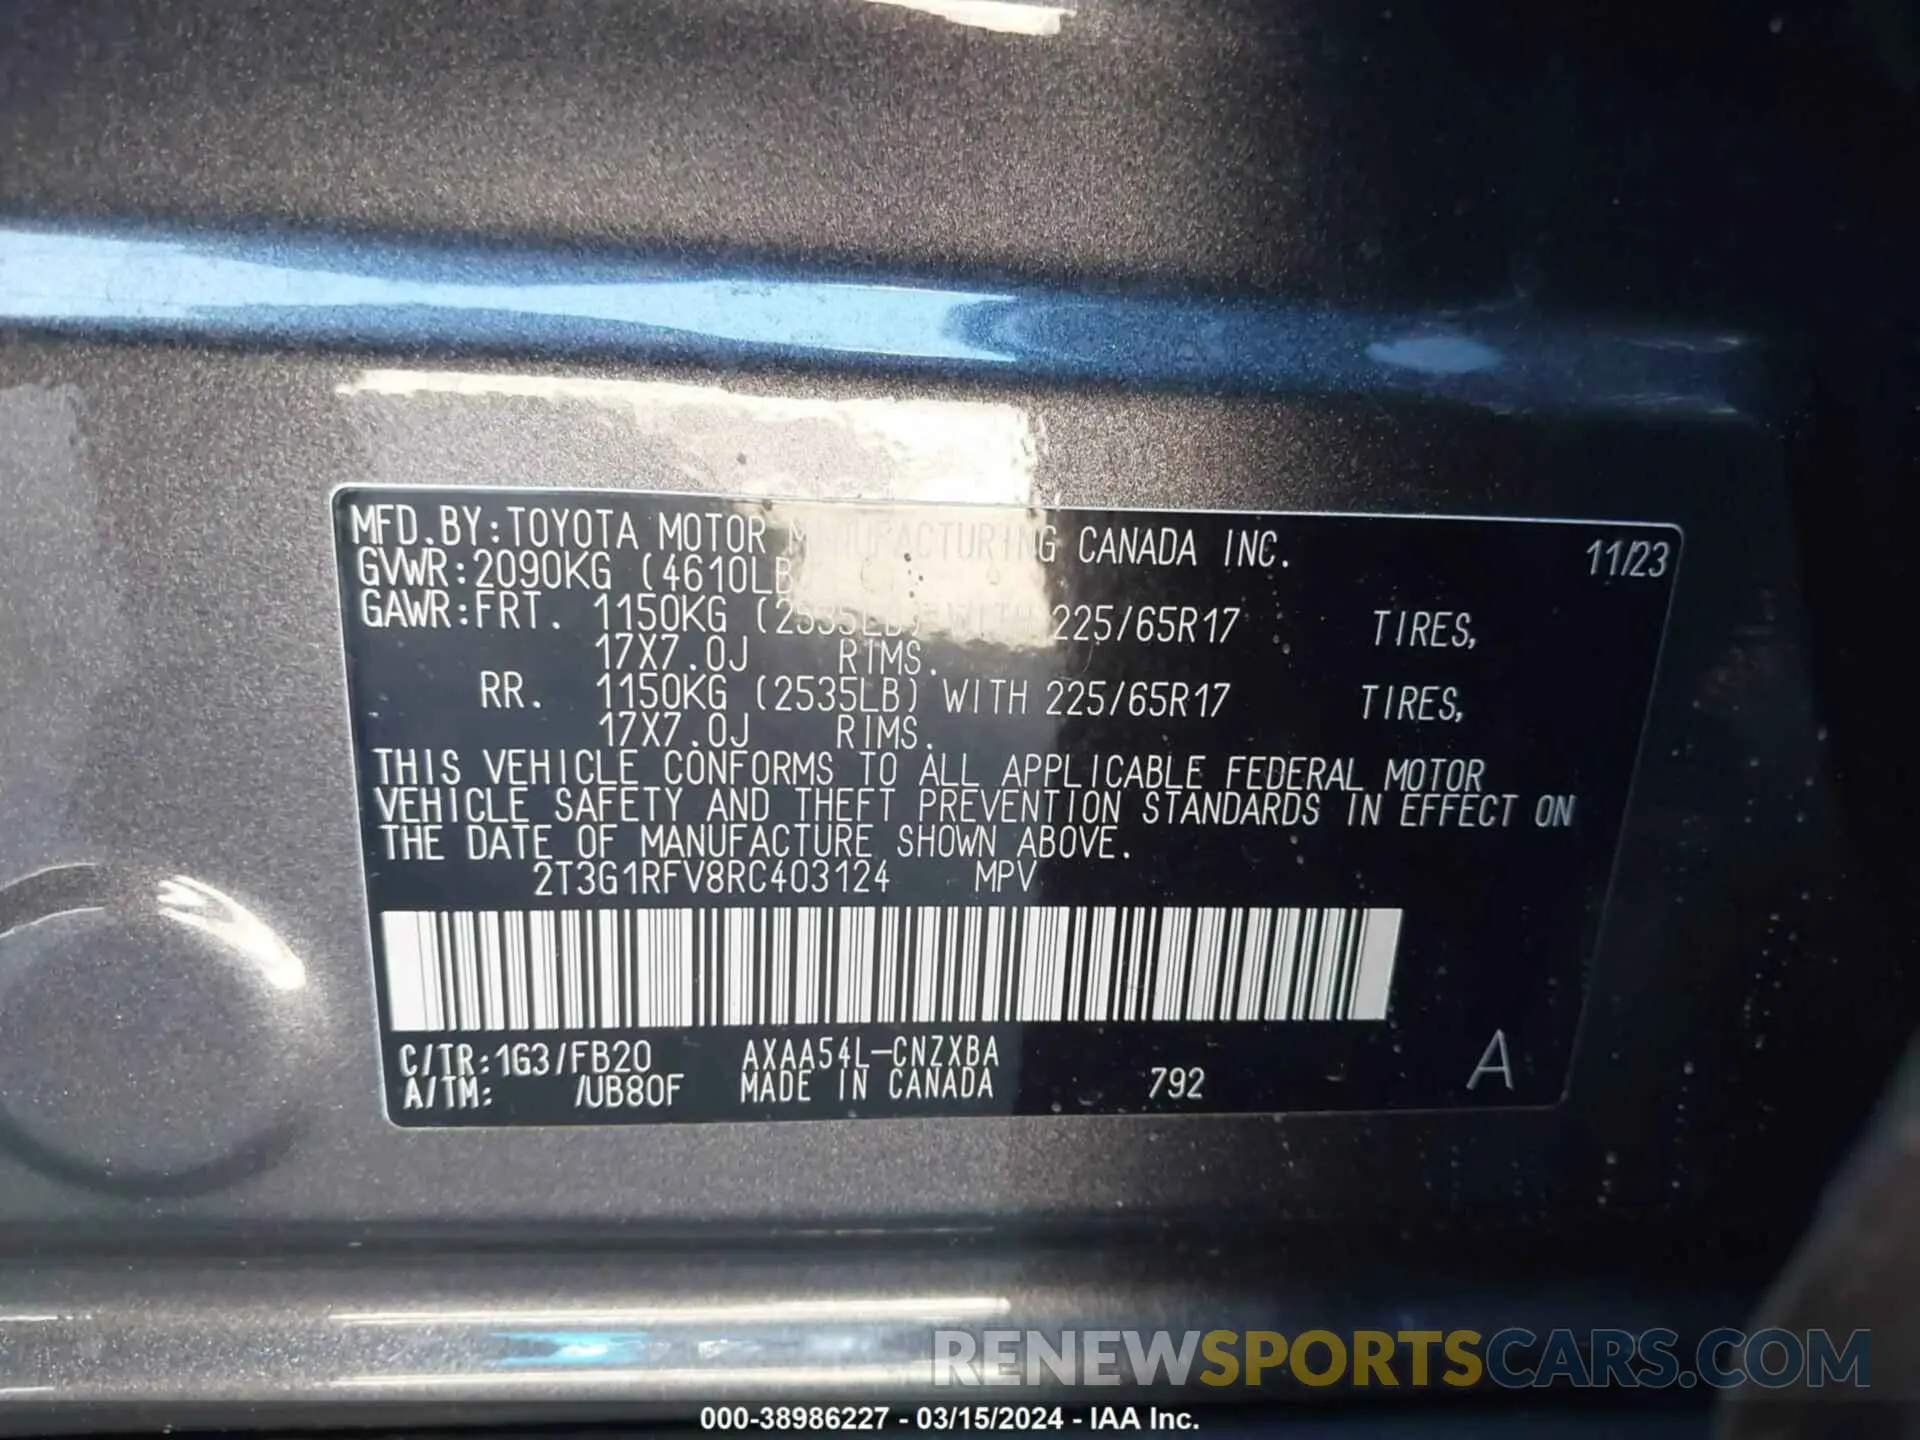 MFD.BY:TOYOTA MOTOR MANUFACTURING CANADA INC. 11/23
GVWR:2090KG (4610LB)
GAWR:FRT. 1150KG (2535LB) WITH 225/65R17 TIRES,
17X7.0J RIMS.
RR. 1150KG (2535LB) WITH 225/65R17 TIRES,
17X7.0J RIMS.
THIS VEHICLE CONFORMS TO ALL APPLICABLE FEDERAL MOTOR
VEHICLE SAFETY AND THEFT PREVENTION STANDARDS IN EFFECT ON
THE DATE OF MANUFACTURE SHOWN ABOVE.
2T3G1RFV8RC403124 MPV
C/TR:1G3/FB20 AXAA54L-CNZXBA
A/TM: /UB80F MADE IN CANADA 792 A
RENEWSPORTSCARS.COM
000-38986227 - 03/15/2024 - IAA Inc.